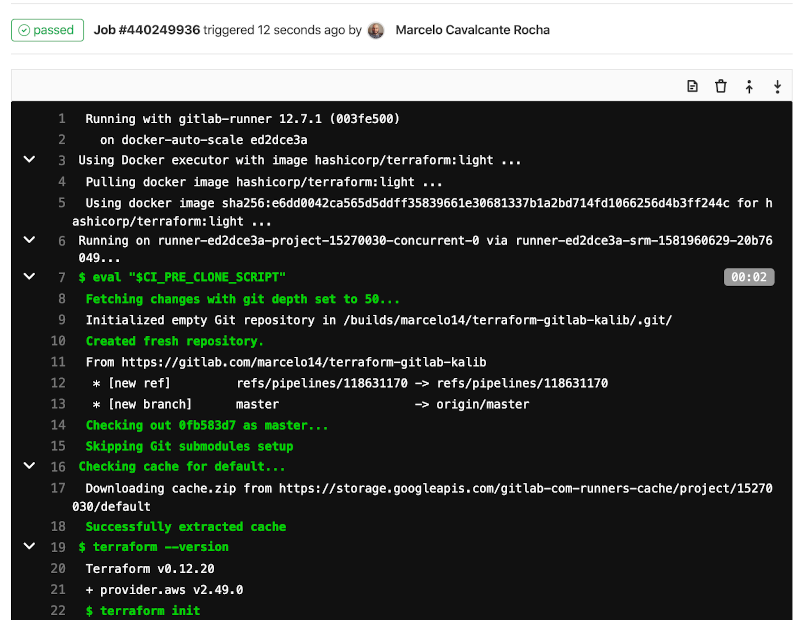 passed Job #440249936 triggered 12 seconds ago by Marcelo Cavalcante Rocha
1 Running with gitlab-runner 12.7.1 (003fe500)
2 on docker-auto-scale ed2dce3a
3 Using Docker executor with image hashicorp/terraform:light ...
4 Pulling docker image hashicorp/terraform:light ...
5 Using docker image sha256:e6dd0042ca565d5ddff35839661e30681337b1a2bd714fd1066256d4b3ff244c for h
ashicorp/terraform:light ...
6 Running on runner-ed2dce3a-project-15270030-concurrent-0 via runner-ed2dce3a-srm-1581960629-20b76
049...
7 $ eval "$CI_PRE_CLONE_SCRIPT" 00:02
8 Fetching changes with git depth set to 50...
9 Initialized empty Git repository in /builds/marcelo14/terraform-gitlab-kalib/.git/
10 Created fresh repository.
11 From https://gitlab.com/marcelo14/terraform-gitlab-kalib
12 * [new ref] refs/pipelines/118631170 -> refs/pipelines/118631170
13 * [new branch] master -> origin/master
14 Checking out 0fb583d7 as master...
15 Skipping Git submodules setup
16 Checking cache for default...
17 Downloading cache.zip from https://storage.googleapis.com/gitlab-com-runners-cache/project/15270
030/default
18 Successfully extracted cache
19 $ terraform --version
20 Terraform v0.12.20
21 + provider.aws v2.49.0
22 $ terraform init